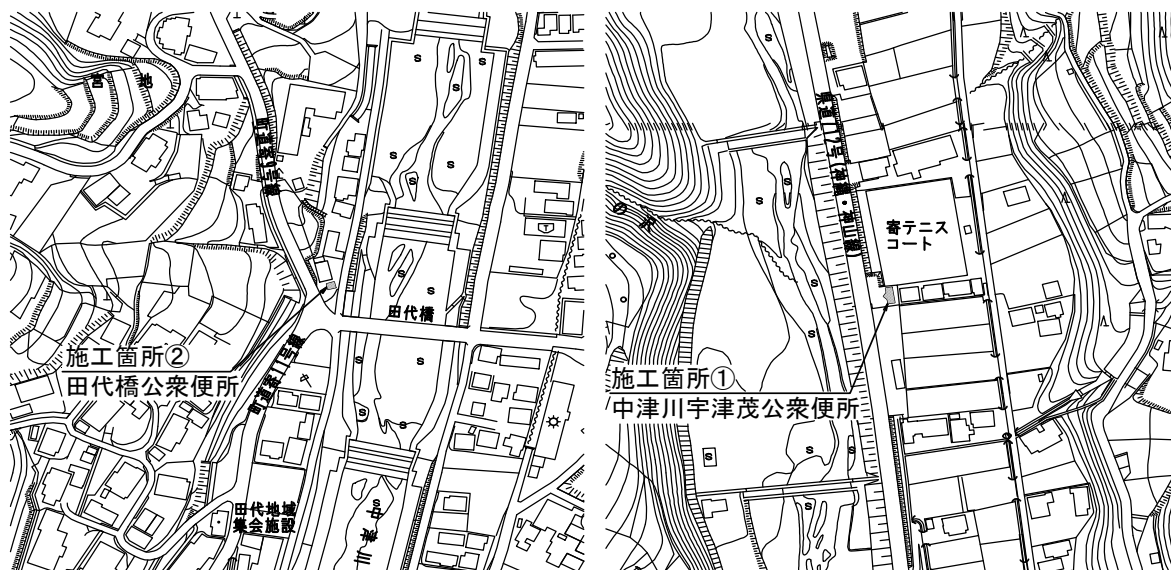 田代橋
施工箇所②
田代橋公衆便所
田代地域
集会施設
中津川
寄テニス
コート
施工箇所①
中津川宇津茂公衆便所